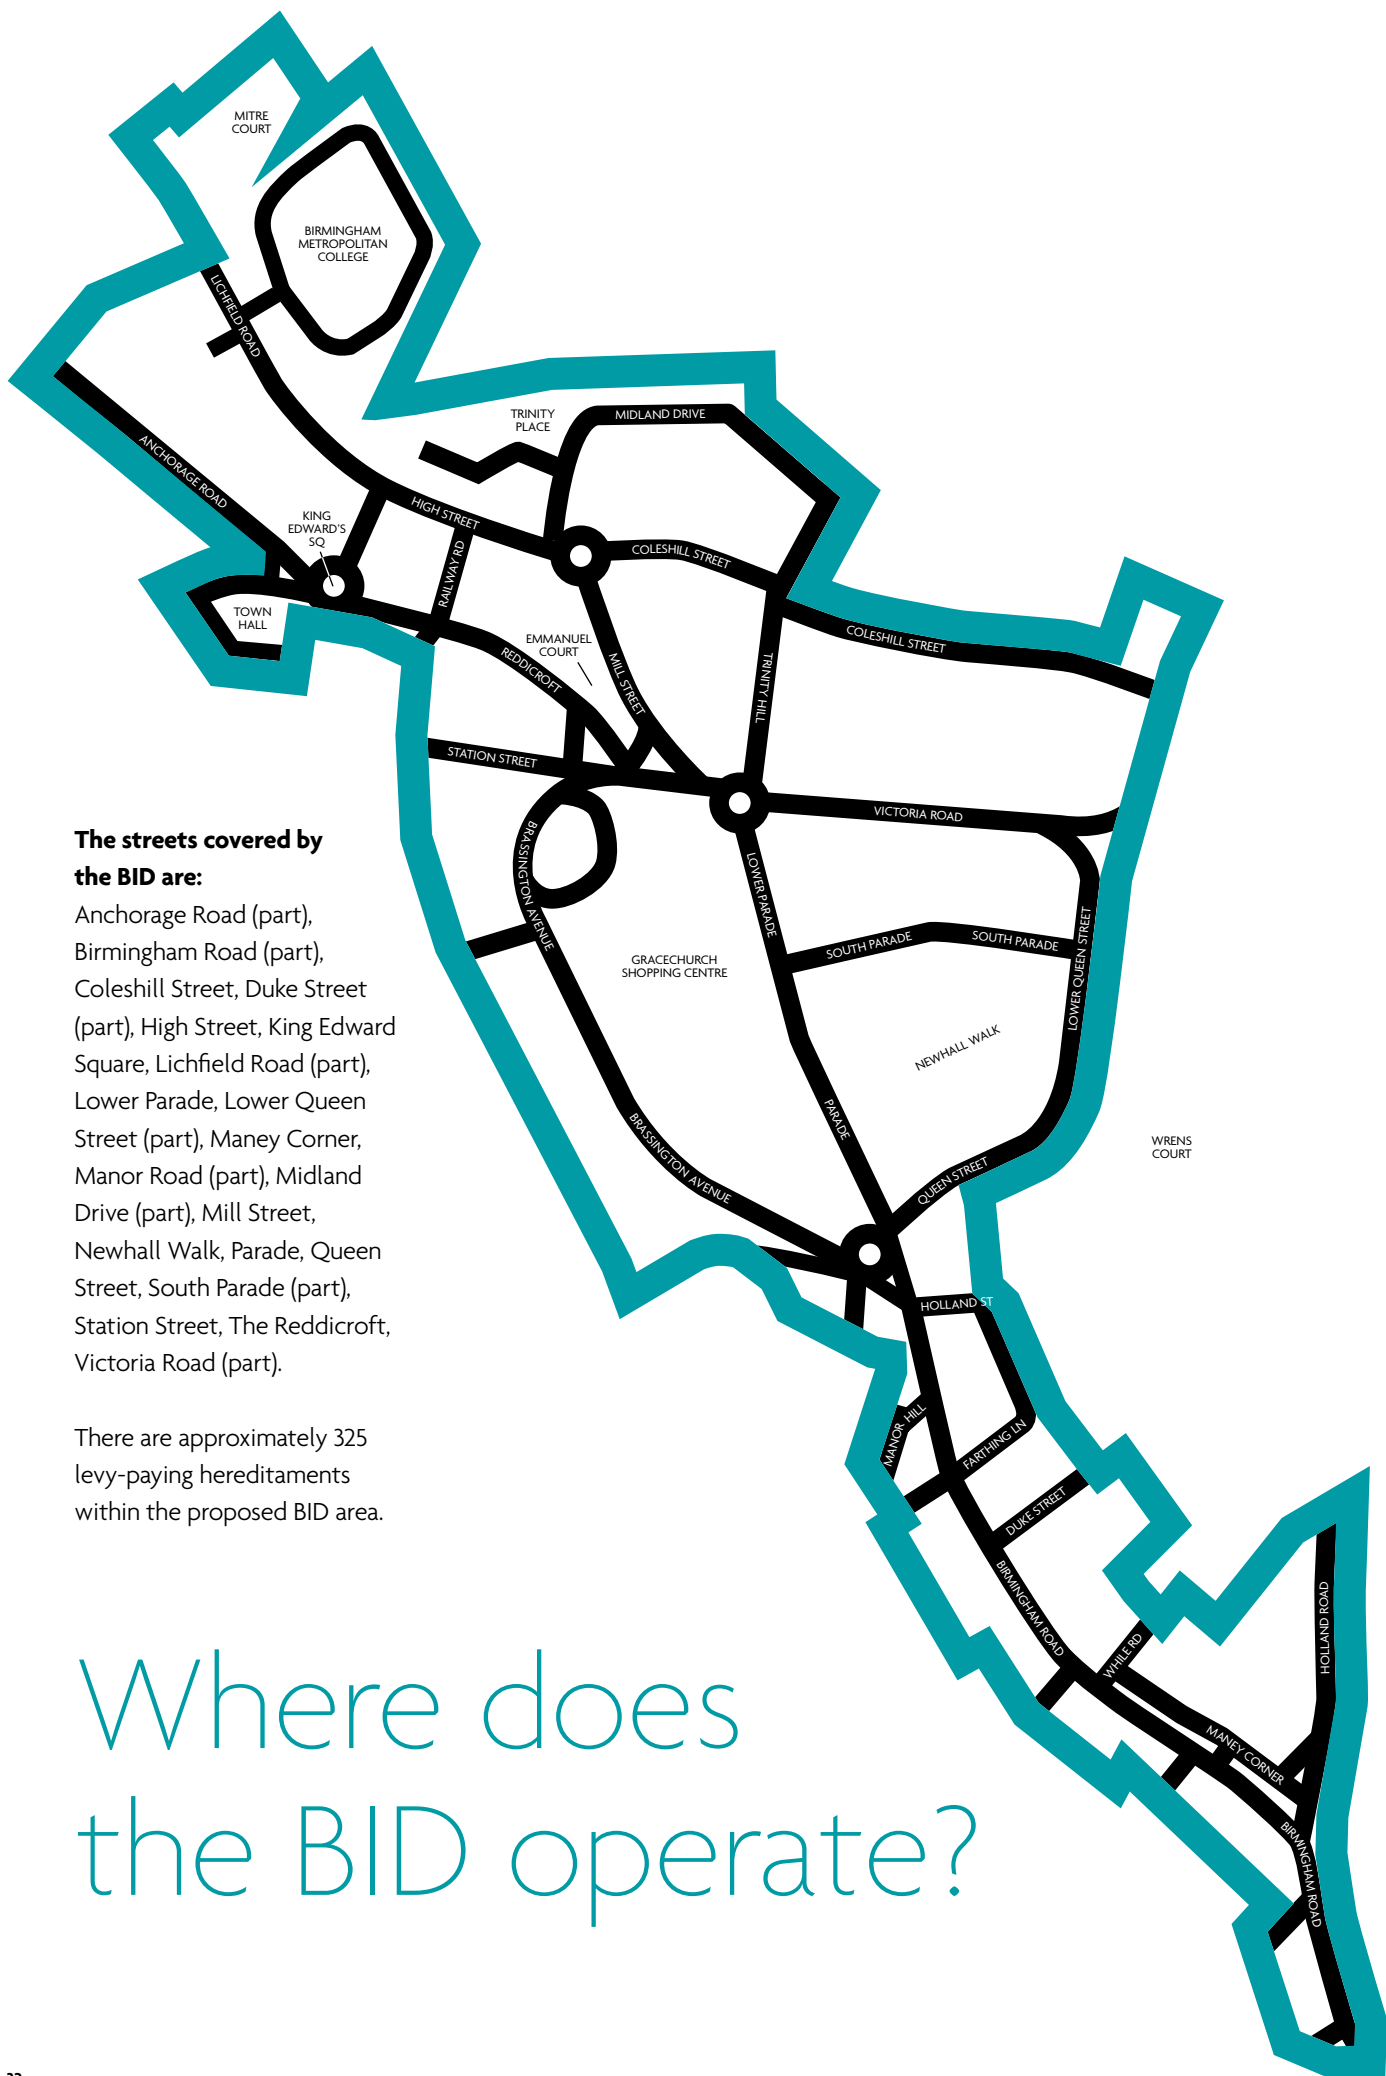 MITRE
COURT
BIRMINGHAM
METROPOLITAN
COLLEGE
LICHFIELD ROAD
ANCHORAGE ROAD
TRINITY
PLACE
MIDLAND DRIVE
KING
EDWARD'S
SQ
HIGH STREET
RAILWAY RD
COLESHILL STREET
TOWN
HALL
EMMANUEL
COURT
REDDICROFT
MILL STREET
TRINITY HILL
COLESHILL STREET
STATION STREET
VICTORIA ROAD
BRASSINGTON AVENUE
LOWER PARADE
SOUTH PARADE
SOUTH PARADE
LOWER QUEEN STREET
GRACECHURCH
SHOPPING CENTRE
NEWHALL WALK
PARADE
BRASSINGTON AVENUE
QUEEN STREET
WRENS
COURT
HOLLAND ST
MANOR HILL
FARTHING LN
DUKE STREET
BIRMINGHAM ROAD
WHILE RD
HOLLAND ROAD
MANEY CORNER
BIRMINGHAM ROAD
The streets covered by
the BID are:
Anchorage Road (part),
Birmingham Road (part),
Coleshill Street, Duke Street
(part), High Street, King Edward
Square, Lichfield Road (part),
Lower Parade, Lower Queen
Street (part), Maney Corner,
Manor Road (part), Midland
Drive (part), Mill Street,
Newhall Walk, Parade, Queen
Street, South Parade (part),
Station Street, The Reddicroft,
Victoria Road (part).
There are approximately 325
levy-paying hereditaments
within the proposed BID area.
Where does
the BID operate?